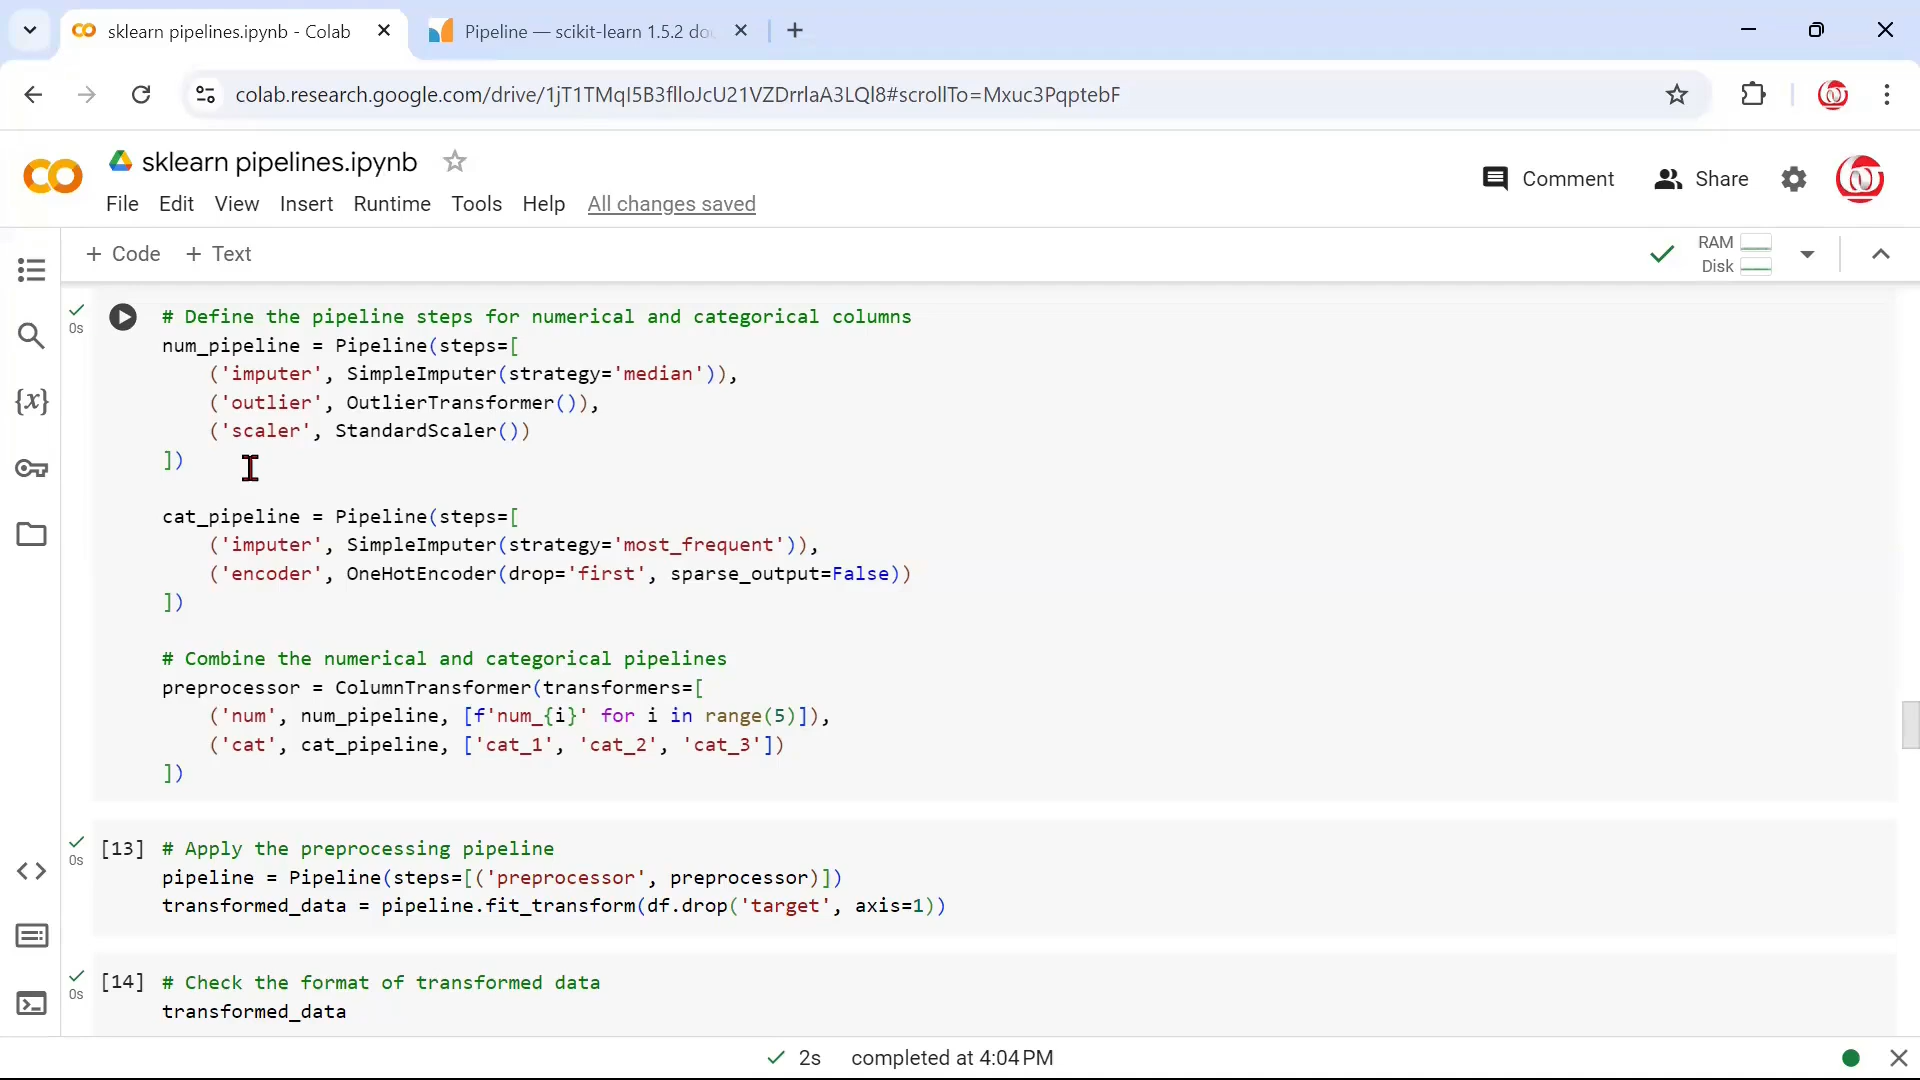 sklearn pipelines.ipynb - Colab
Pipeline — scikit-learn 1.5.2 do
colab.research.google.com/drive/1jT1TMqI5B3flloJcU21VZDrrlaA3LQl8#scrollTo=Mxuc3PqptebF
sklearn pipelines.ipynb
Comment
Share
File Edit View Insert Runtime Tools Help All changes saved
+ Code + Text
RAM
Disk
0s
# Define the pipeline steps for numerical and categorical columns
num_pipeline = Pipeline(steps=[
('imputer', SimpleImputer(strategy='median')),
('outlier', OutlierTransformer()),
('scaler', StandardScaler())
])
cat_pipeline = Pipeline(steps=[
('imputer', SimpleImputer(strategy='most_frequent')),
('encoder', OneHotEncoder(drop='first', sparse_output=False))
])
# Combine the numerical and categorical pipelines
preprocessor = ColumnTransformer(transformers=[
('num', num_pipeline, [f'num_{i}' for i in range(5)]),
('cat', cat_pipeline, ['cat_1', 'cat_2', 'cat_3'])
])
0s
[13] # Apply the preprocessing pipeline
pipeline = Pipeline(steps=[('preprocessor', preprocessor)])
transformed_data = pipeline.fit_transform(df.drop('target', axis=1))
0s
[14] # Check the format of transformed data
transformed_data
2s completed at 4:04 PM